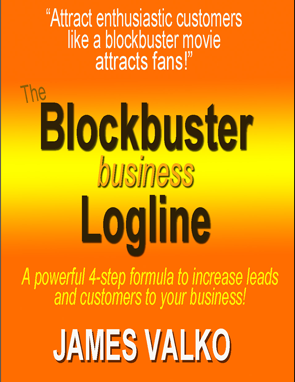 “Attract enthusiastic customers
like a blockbuster movie
attracts fans!”
The
Blockbuster
business
Logline
A powerful 4-step formula to increase leads
and customers to your business!
JAMES VALKO